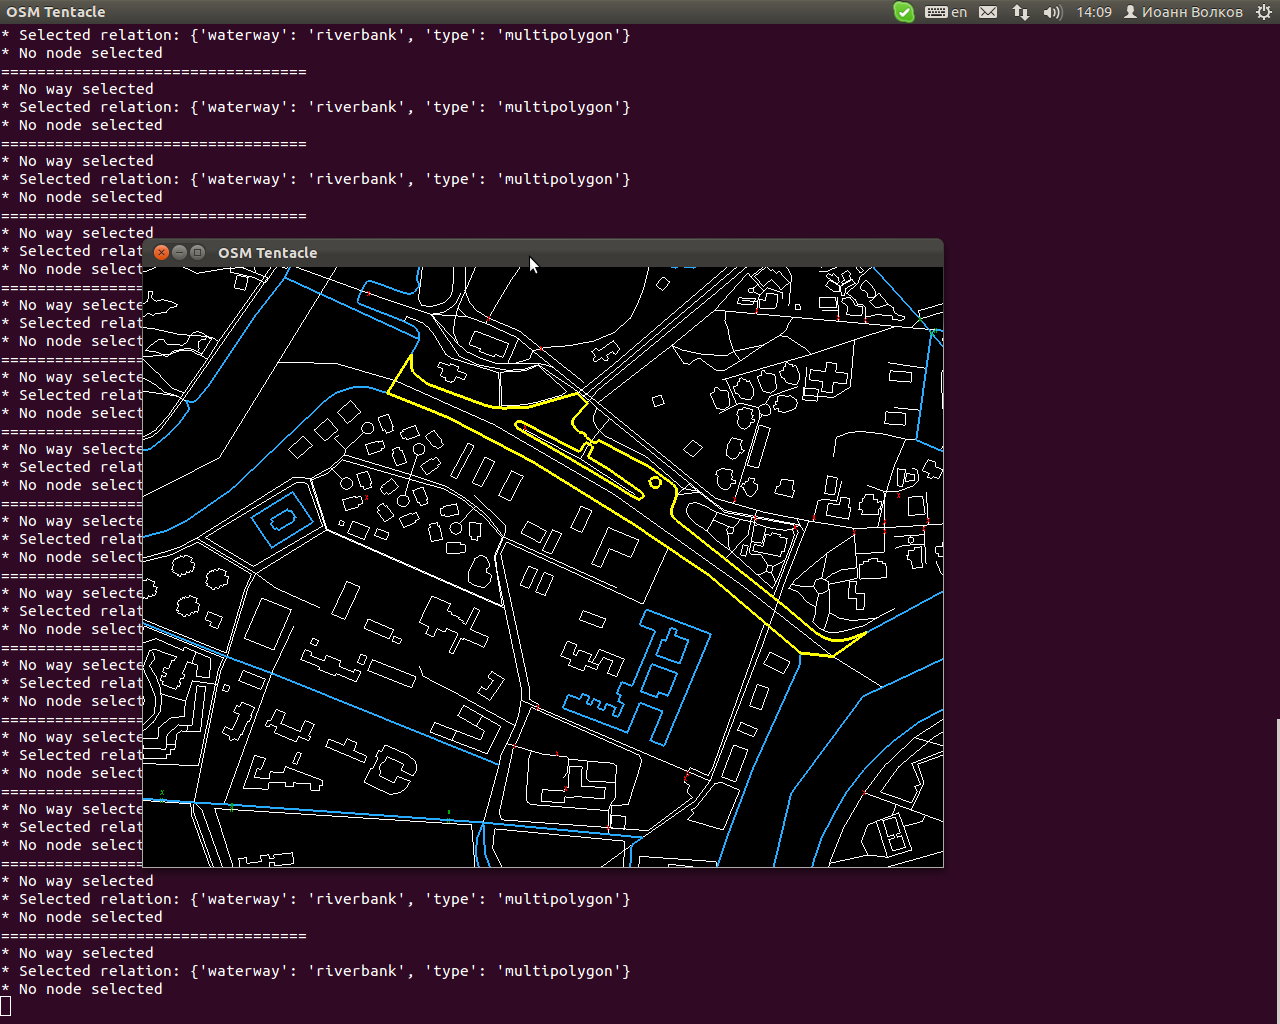 OSM Tentacle en 14:09 Иоанн Волков
* Selected relation: {'waterway': 'riverbank', 'type': 'multipolygon'}
* No node selected
==================================
* No way selected
* Selected relation: {'waterway': 'riverbank', 'type': 'multipolygon'}
* No node selected
==================================
* No way selected
* Selected relation: {'waterway': 'riverbank', 'type': 'multipolygon'}
* No node selected
==================================
* No way selected
* Selected relat
OSM Tentacle
* No node select
================
* No way selecte
* Selected relat
* No node select
================
* No way selecte
* Selected relat
* No node select
================
* No way selecte
* Selected relat
* No node select
================
* No way selecte
* Selected relat
* No node select
================
* No way selecte
* Selected relat
* No node select
================
* No way selecte
* Selected relat
* No node select
================
* No way selecte
* Selected relat
* No node select
================
* No way selecte
* Selected relat
* No node select
================
* No way selected
* Selected relation: {'waterway': 'riverbank', 'type': 'multipolygon'}
* No node selected
==================================
* No way selected
* Selected relation: {'waterway': 'riverbank', 'type': 'multipolygon'}
* No node selected